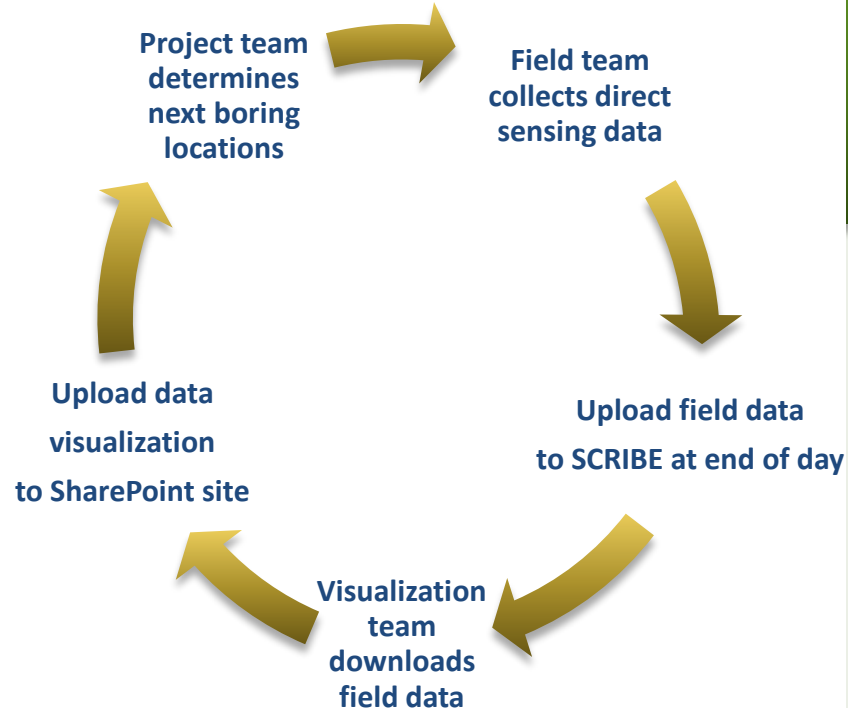 Project team
determines
next boring
locations
Field team
collects direct
sensing data
Upload field data
to SCRIBE at end of day
Visualization
team
downloads
field data
Upload data
visualization
to SharePoint site